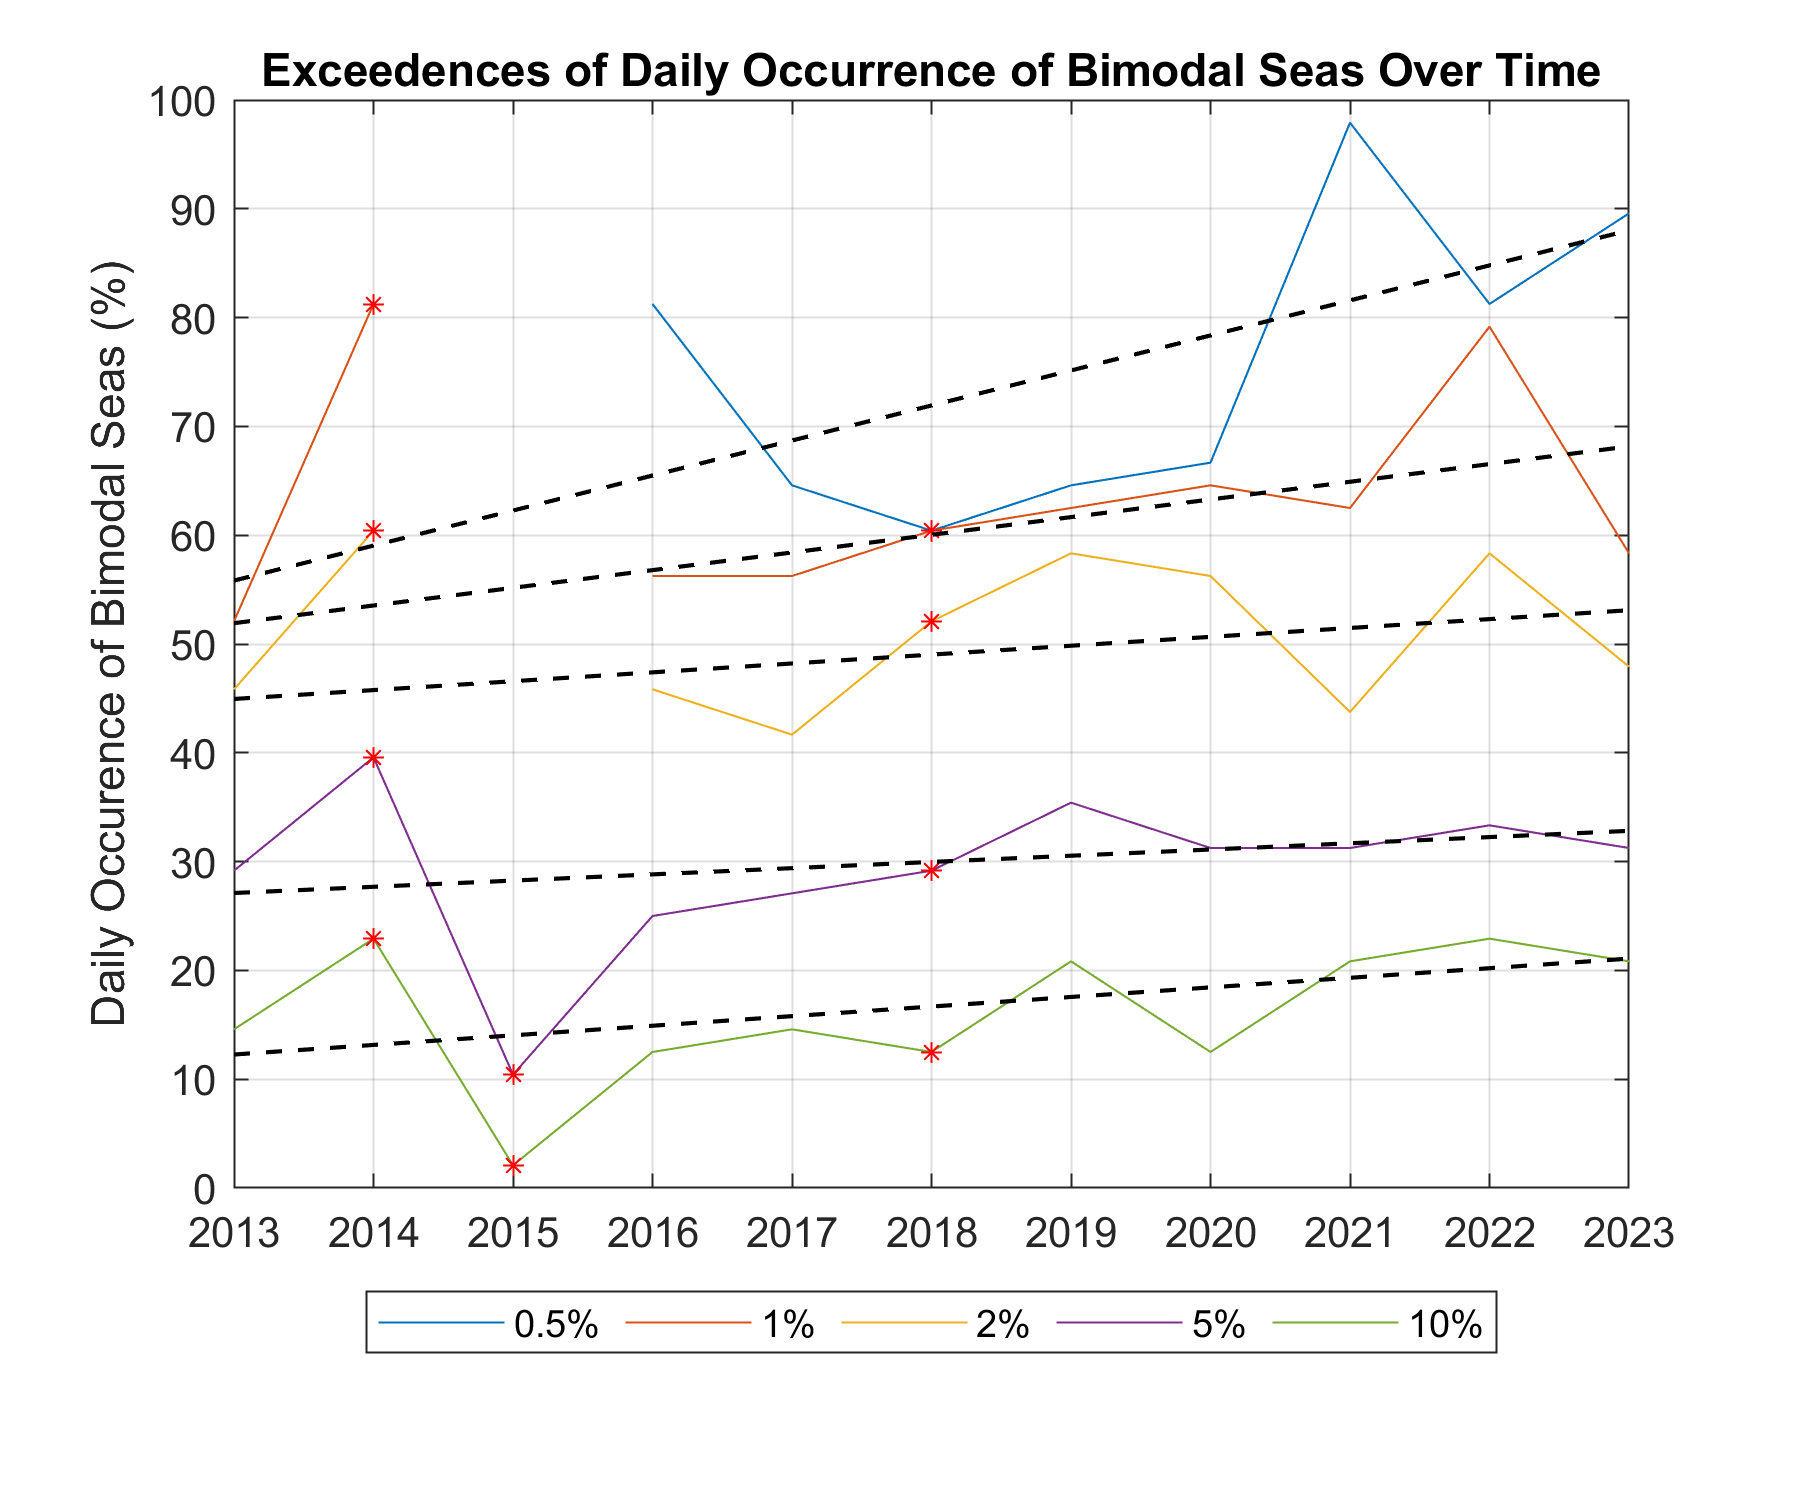 Exceedences of Daily Occurrence of Bimodal Seas Over Time
Daily Occurence of Bimodal Seas (%)
100
90
80
70
60
50
40
30
20
10
0
2013 2014 2015 2016 2017 2018 2019 2020 2021 2022 2023
0.5% 1% 2% 5% 10%